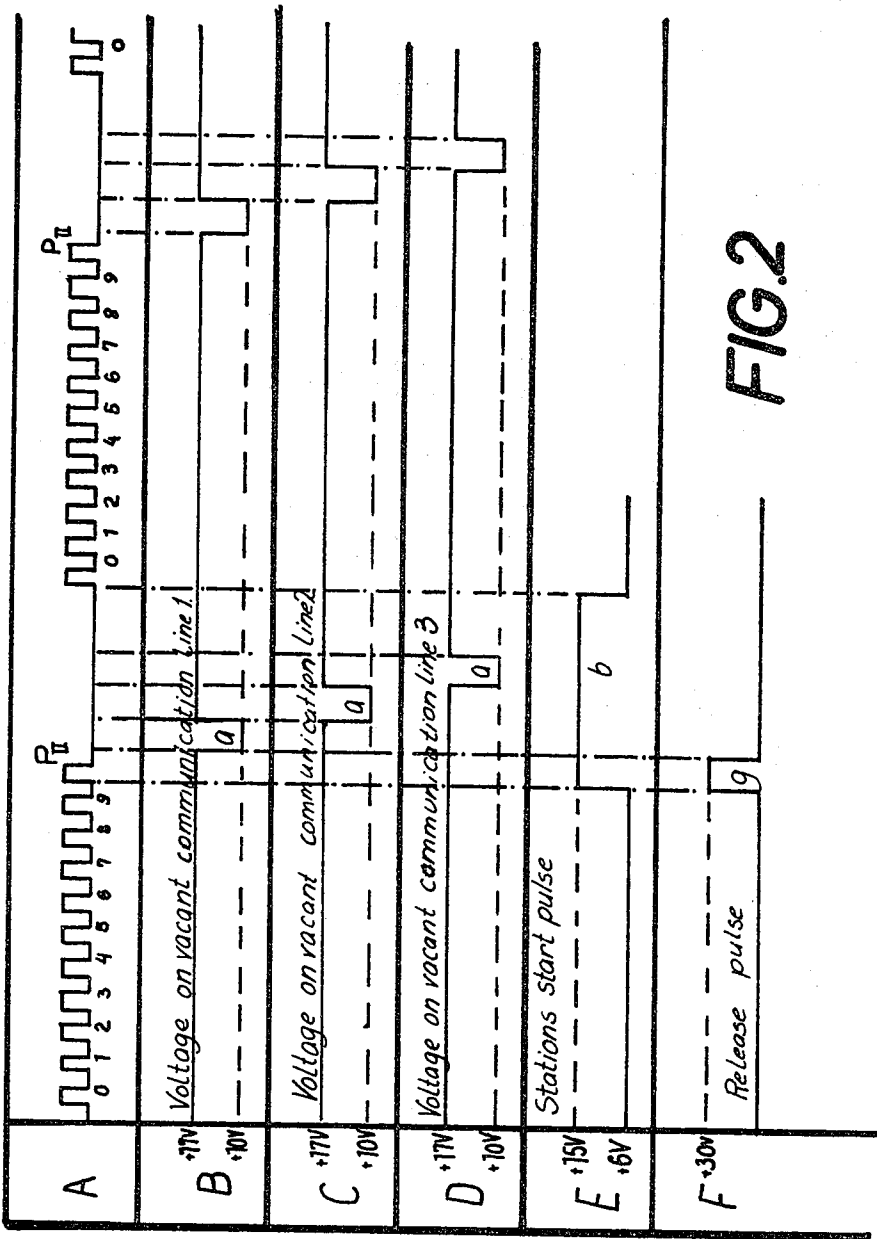 A
0 1 2 3 4 5 6 7 8 9 PII 0 1 2 3 4 5 6 7 8 9 PII 0
B
+17V
+10V
Voltage on vacant communication line 1
a
C
+17V
+10V
Voltage on vacant communication line 2
a
D
+17V
+10V
Voltage on vacant communication line 3
a
E
+15V
+6V
Stations start pulse
b
F
+30V
Release pulse
g
FIG.2